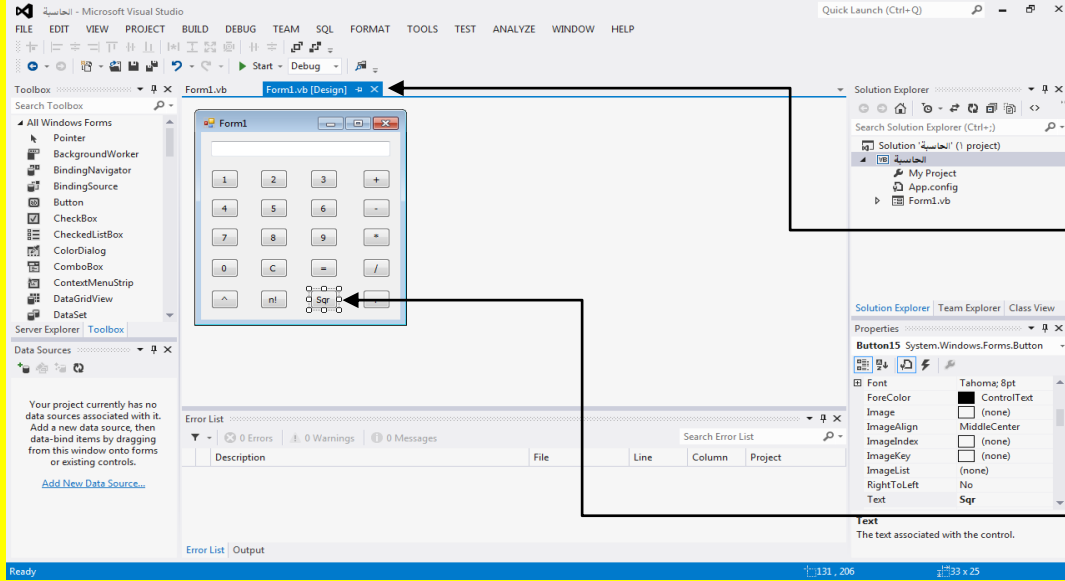 الحاسبة - Microsoft Visual Studio
Quick Launch (Ctrl+Q)
FILE EDIT VIEW PROJECT BUILD DEBUG TEAM SQL FORMAT TOOLS TEST ANALYZE WINDOW HELP
Start Debug
Toolbox
Search Toolbox
All Windows Forms
Pointer
BackgroundWorker
BindingNavigator
BindingSource
Button
CheckBox
CheckedListBox
ColorDialog
ComboBox
ContextMenuStrip
DataGridView
DataSet
Server Explorer Toolbox
Data Sources
Your project currently has no
data sources associated with it.
Add a new data source, then
data-bind items by dragging
from this window onto forms
or existing controls.
Add New Data Source...
Form1.vb Form1.vb [Design]
Form1
1 2 3 +
4 5 6 -
7 8 9 *
0 C = /
^ n! Sqr
Error List
0 Errors 0 Warnings 0 Messages
Search Error List
Description File Line Column Project
Error List Output
Solution Explorer
Search Solution Explorer (Ctrl+;)
Solution 'الحاسبة' (١ project)
الحاسبة
My Project
App.config
Form1.vb
Solution Explorer Team Explorer Class View
Properties
Button15 System.Windows.Forms.Button
Font Tahoma; 8pt
ForeColor ControlText
Image (none)
ImageAlign MiddleCenter
ImageIndex (none)
ImageKey (none)
ImageList (none)
RightToLeft No
Text Sqr
Text
The text associated with the control.
Ready 131 , 206 33 x 25